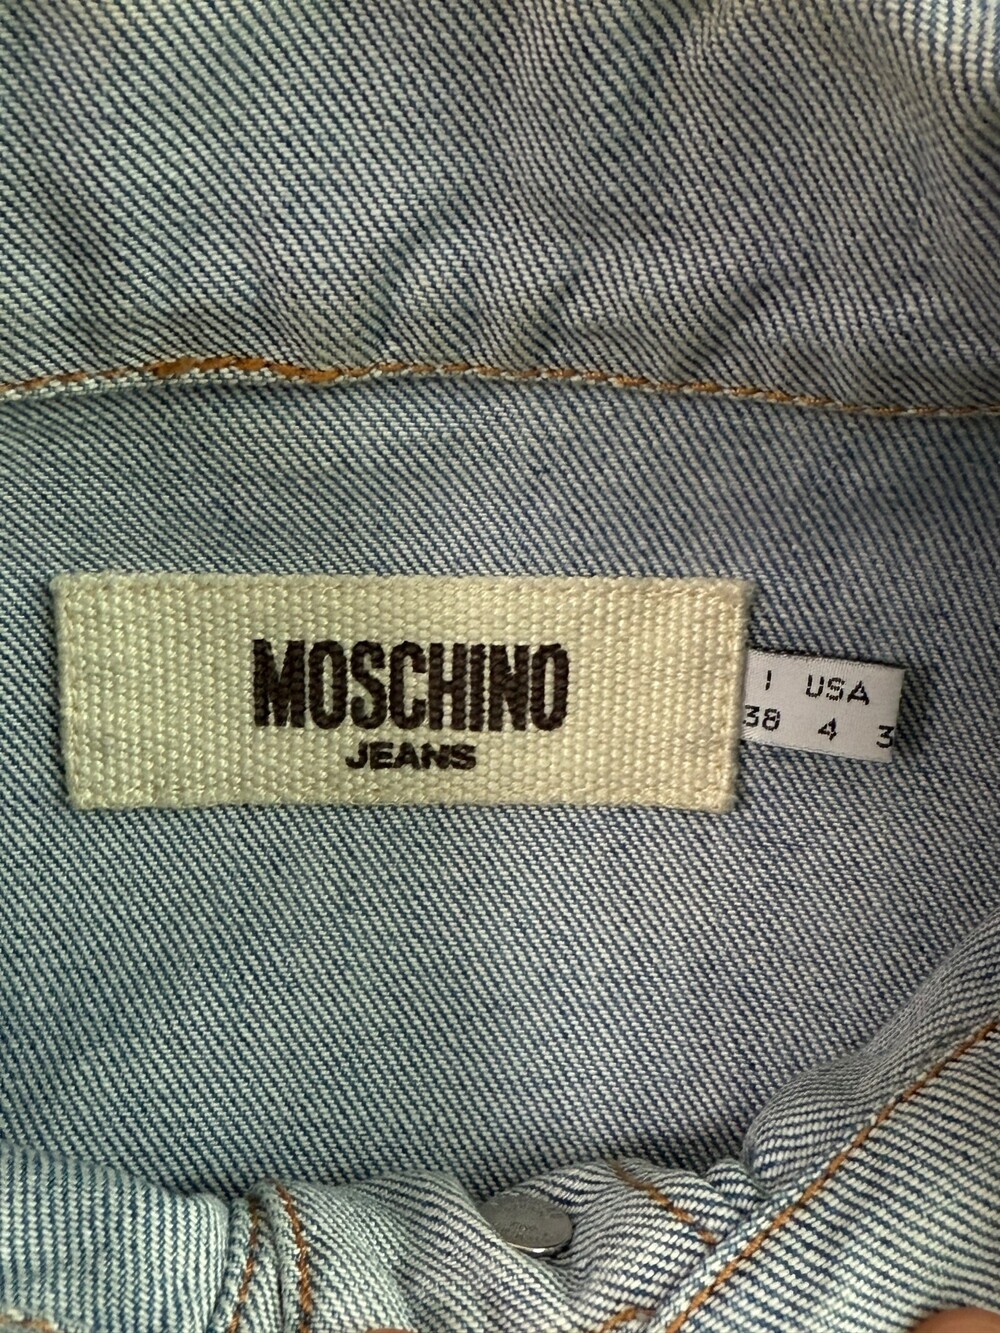 MOSCHINO
JEANS
I USA
38 4 3